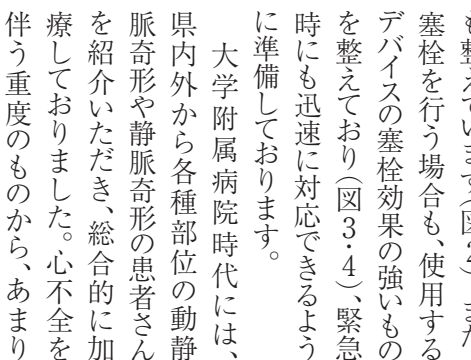 も整えています(図2)。また
塞栓を行う場合も、使用する
デバイスの塞栓効果の強いもの
を整えており(図3・4)、緊急
時にも迅速に対応できるよう
に準備しております。
大学附属病院時代には、
県内外から各種部位の動静
脈奇形や静脈奇形の患者さん
を紹介いただき、総合的に加
療しておりました。心不全を
伴う重度のものから、あまり